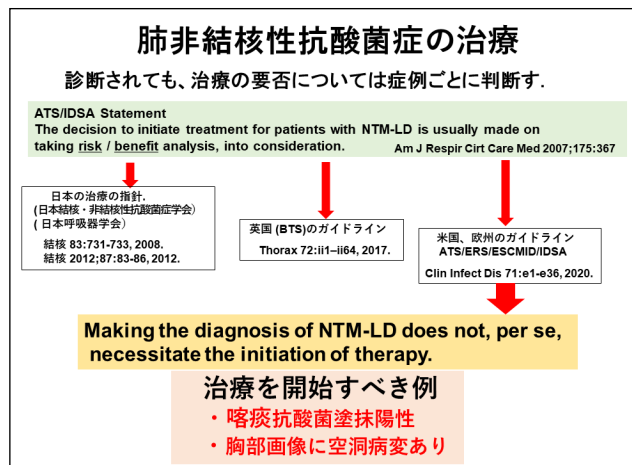 肺非結核性抗酸菌症の治療
診断されても、治療の要否については症例ごとに判断す.
ATS/IDSA Statement
The decision to initiate treatment for patients with NTM-LD is usually made on
taking risk / benefit analysis, into consideration.
Am J Respir Cirt Care Med 2007;175:367
日本の治療の指針.
(日本結核・非結核性抗酸菌症学会)
( 日本呼吸器学会)
結核 83:731-733, 2008.
結核 2012;87:83-86, 2012.
英国 (BTS)のガイドライン
Thorax 72:ii1–ii64, 2017.
米国、欧州のガイドライン
ATS/ERS/ESCMID/IDSA
Clin Infect Dis 71:e1-e36, 2020.
Making the diagnosis of NTM-LD does not, per se,
necessitate the initiation of therapy.
治療を開始すべき例
・喀痰抗酸菌塗抹陽性
・胸部画像に空洞病変あり